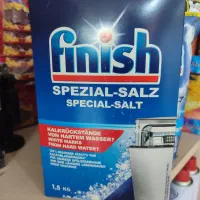 finish
SPEZIAL-SALZ
SPECIAL-SALT
KALKRÜCKSTÄNDE
VON HARTEM WASSER?
WHITE MARKS
FROM HARD WATER?
1,5 KG